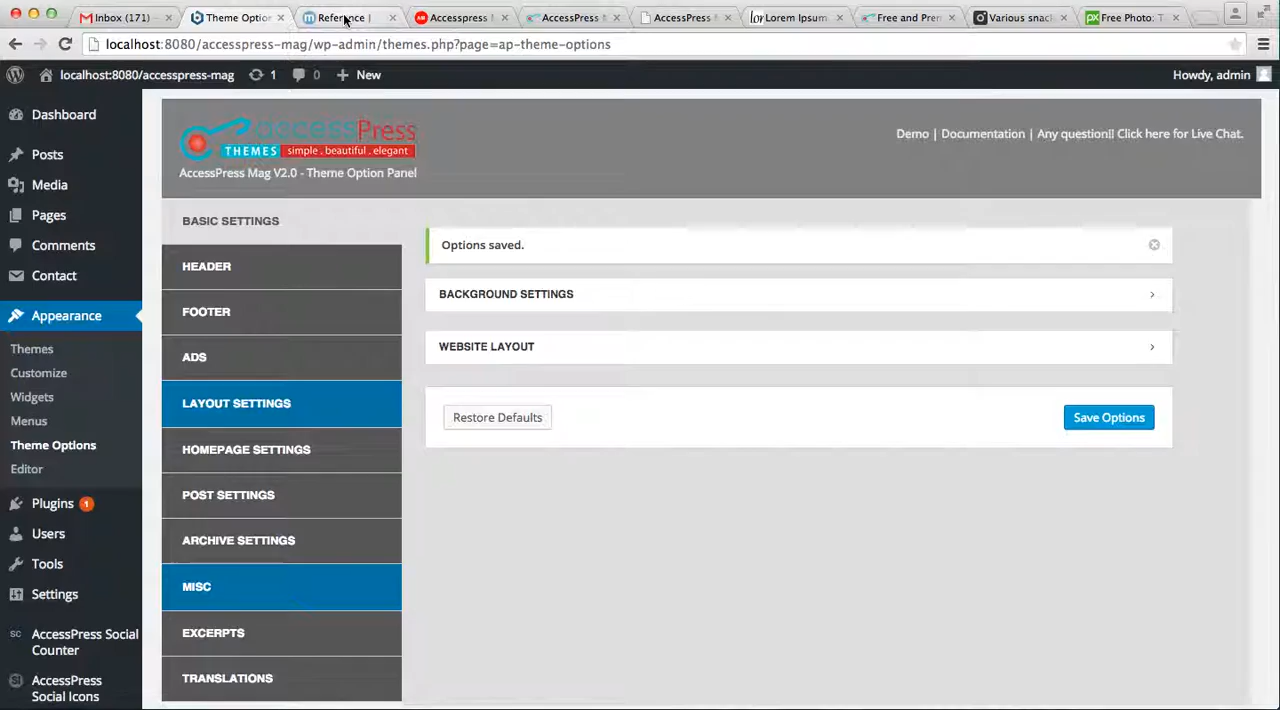 Inbox (171)
Theme Option
Reference |
Accesspress
AccessPress
AccessPress
Lorem Ipsum
Free and Pre
Various snac
Free Photo: T
localhost:8080/accesspress-mag/wp-admin/themes.php?page=ap-theme-options
localhost:8080/accesspress-mag
1
0
New
Howdy, admin
Dashboard
Posts
Media
Pages
Comments
Contact
Appearance
Themes
Customize
Widgets
Menus
Theme Options
Editor
Plugins 1
Users
Tools
Settings
SC AccessPress Social
Counter
SI AccessPress
Social Icons
accessPress
THEMES simple . beautiful . elegant
AccessPress Mag V2.0 - Theme Option Panel
Demo | Documentation | Any question!! Click here for Live Chat.
BASIC SETTINGS
HEADER
FOOTER
ADS
LAYOUT SETTINGS
HOMEPAGE SETTINGS
POST SETTINGS
ARCHIVE SETTINGS
MISC
EXCERPTS
TRANSLATIONS
Options saved.
BACKGROUND SETTINGS
WEBSITE LAYOUT
Restore Defaults
Save Options